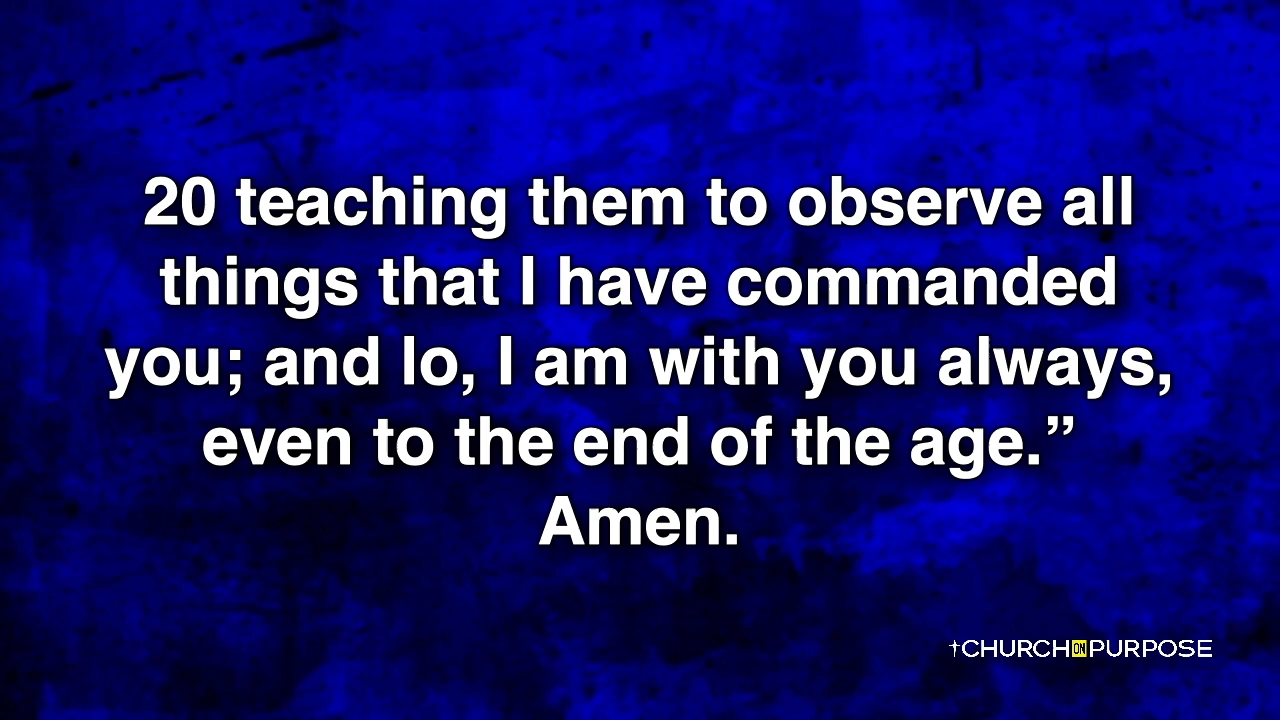 20 teaching them to observe all
things that I have commanded
you; and lo, I am with you always,
even to the end of the age.”
Amen.
CHURCH ON PURPOSE